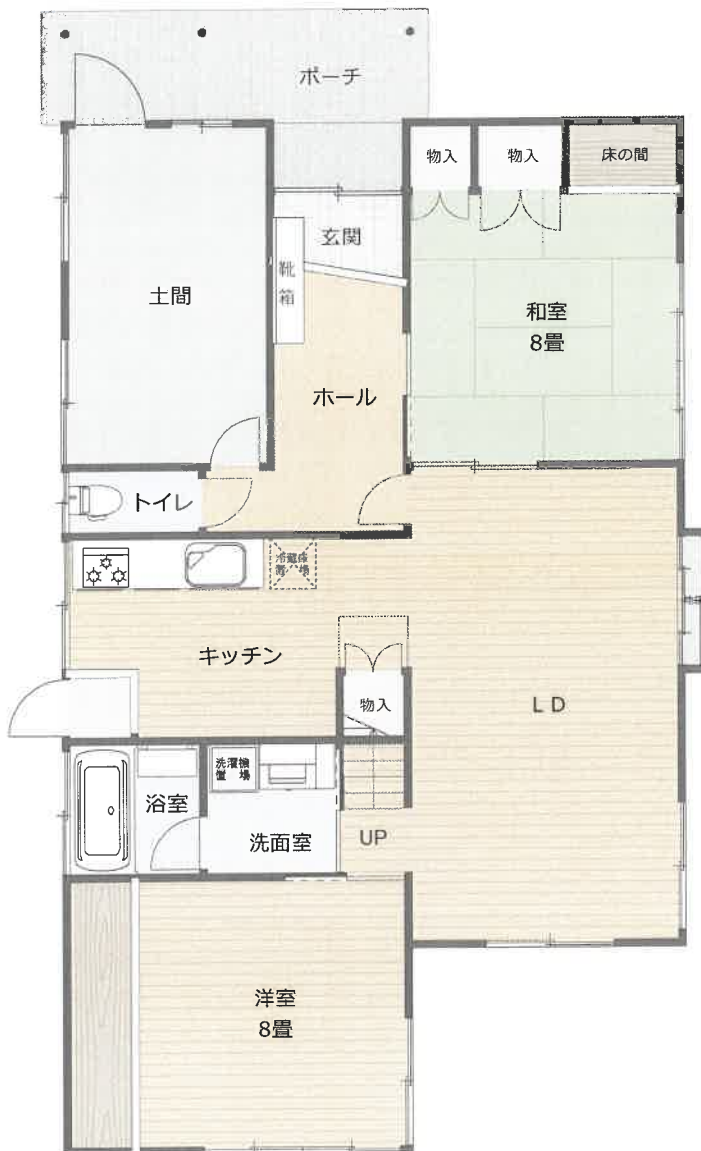 ポーチ
物入
物入
床の間
玄関
靴
箱
土間
和室
8畳
ホール
トイレ
冷蔵庫
置場
キッチン
物入
LD
洗濯機
置場
浴室
洗面室
UP
洋室
8畳